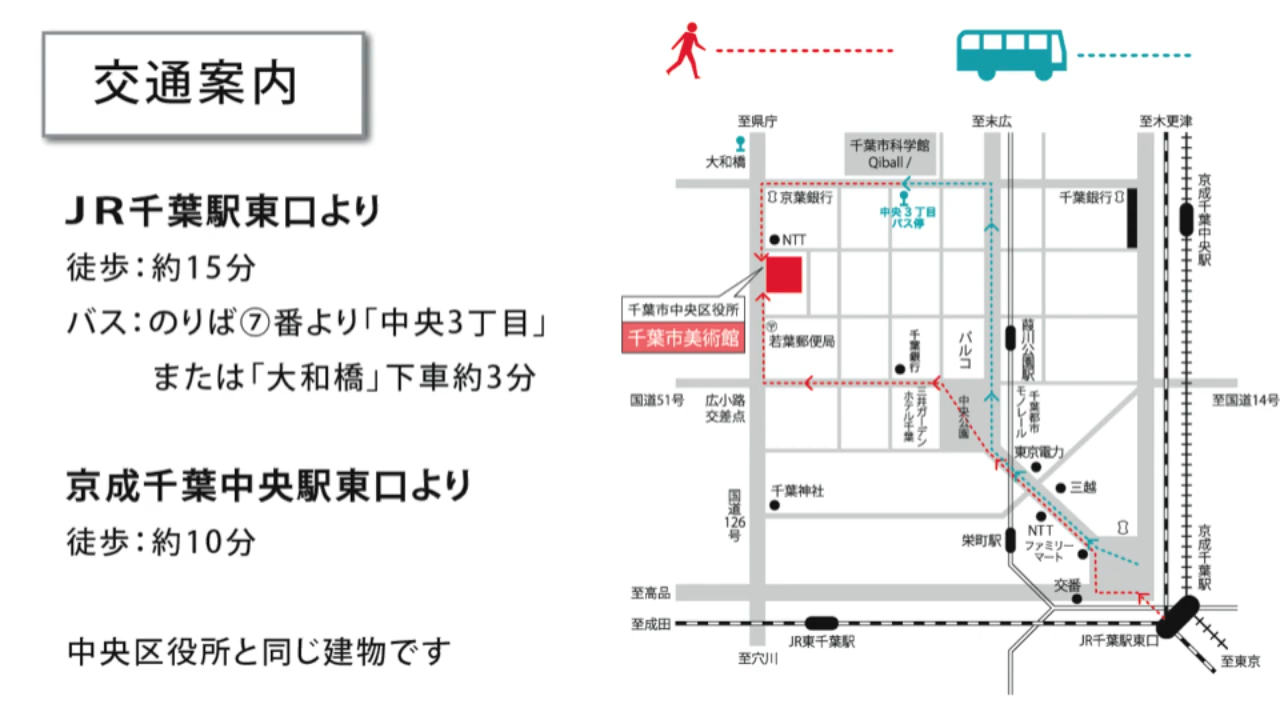 交通案内
JR千葉駅東口より
徒歩：約15分
バス：のりば⑦番より「中央3丁目」
または「大和橋」下車約3分
京成千葉中央駅東口より
徒歩：約10分
中央区役所と同じ建物です
至県庁
至末広
至木更津
大和橋
千葉市科学館
Qiball /
京葉銀行
中央３丁目
バス停
千葉銀行
京成千葉中央駅
NTT
千葉市中央区役所
千葉市美術館
若葉郵便局
千葉銀行
パルコ
葭川公園駅
国道51号
広小路
交差点
三井ガーデン
ホテル千葉
中央公園
千葉都市
モノレール
至国道14号
東京電力
三越
千葉神社
国道126号
NTT
ファミリー
マート
栄町駅
京成千葉駅
至高品
交番
至成田
JR東千葉駅
JR千葉駅東口
至穴川
至東京